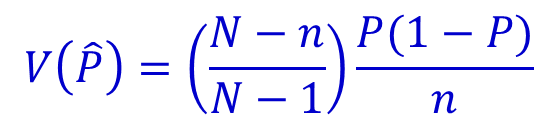 V(P̂) = ((N − n)/(N − 1)) P(1 − P)/n